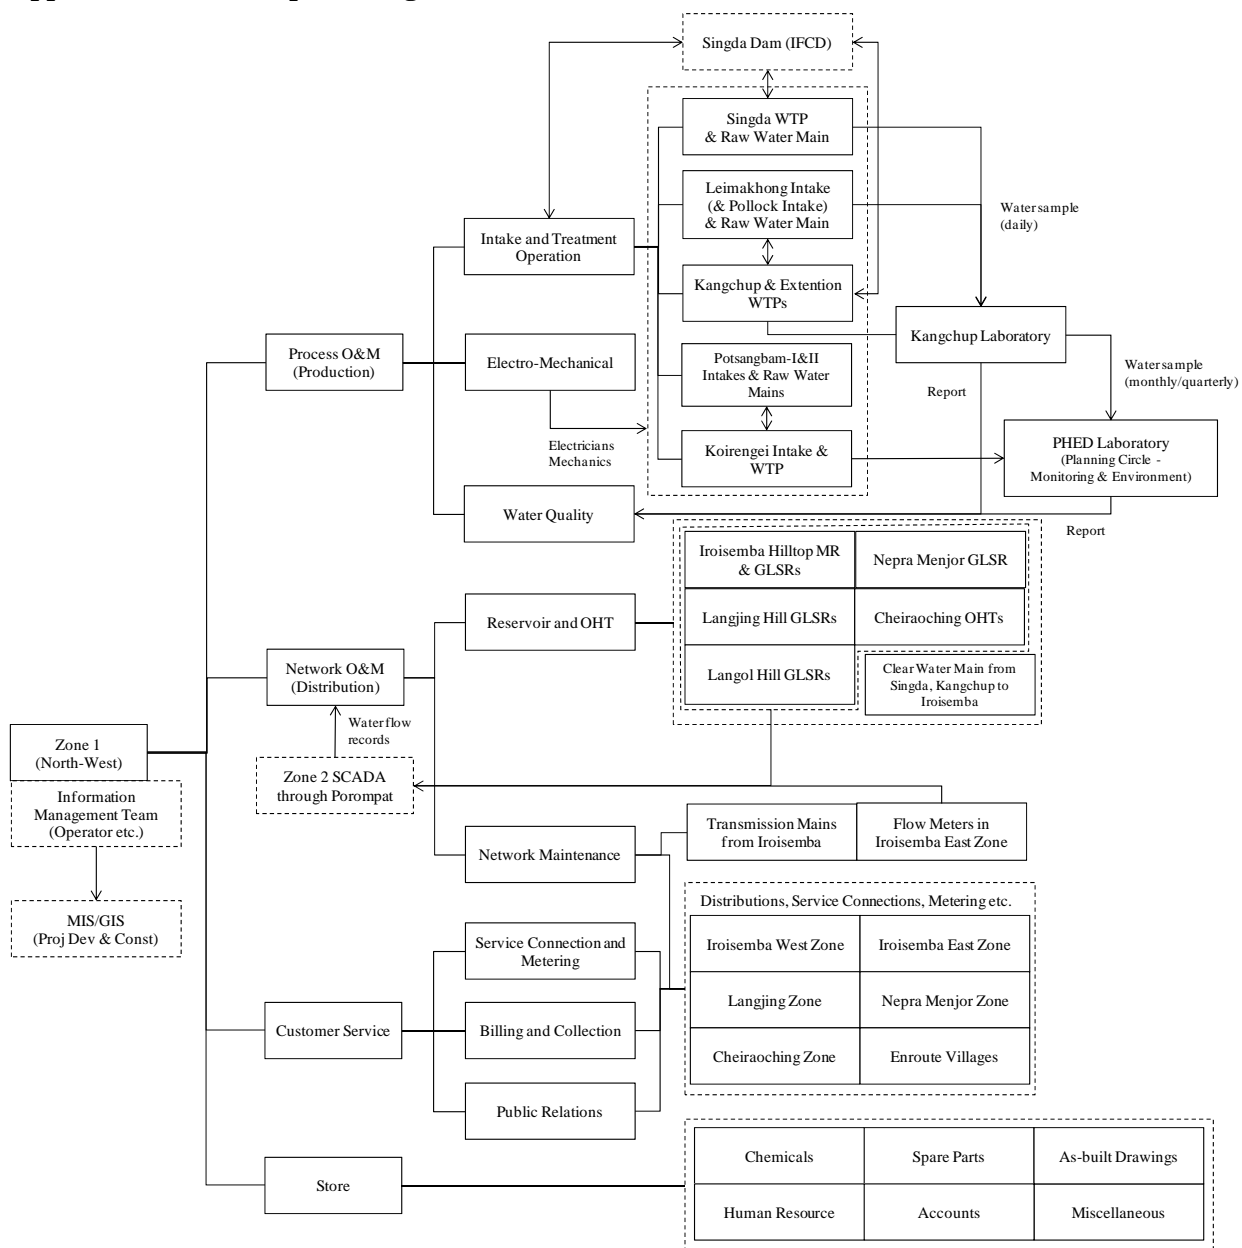 Singda Dam (IFCD)
Singda WTP
& Raw Water Main
Leimakhong Intake
(& Pollock Intake)
& Raw Water Main
Water sample
(daily)
Intake and Treatment
Operation
Kangchup & Extention
WTPs
Kangchup Laboratory
Process O&M
(Production)
Electro-Mechanical
Potsangbam-I&II
Intakes & Raw Water
Mains
Water sample
(monthly/quarterly)
Report
Electricians
Mechanics
Koirengei Intake &
WTP
PHED Laboratory
(Planning Circle -
Monitoring & Environment)
Water Quality
Report
Iroisemba Hilltop MR
& GLSRs
Nepra Menjor GLSR
Reservoir and OHT
Langjing Hill GLSRs
Cheiraoching OHTs
Network O&M
(Distribution)
Langol Hill GLSRs
Clear Water Main from
Singda, Kangchup to
Iroisemba
Water flow
records
Zone 1
(North-West)
Zone 2 SCADA
through Porompat
Information
Management Team
(Operator etc.)
Transmission Mains
from Iroisemba
Flow Meters in
Iroisemba East Zone
Network Maintenance
MIS/GIS
(Proj Dev & Const)
Distributions, Service Connections, Metering etc.
Service Connection and
Metering
Iroisemba West Zone
Iroisemba East Zone
Langjing Zone
Nepra Menjor Zone
Customer Service
Billing and Collection
Cheiraoching Zone
Enroute Villages
Public Relations
Chemicals
Spare Parts
As-built Drawings
Store
Human Resource
Accounts
Miscellaneous